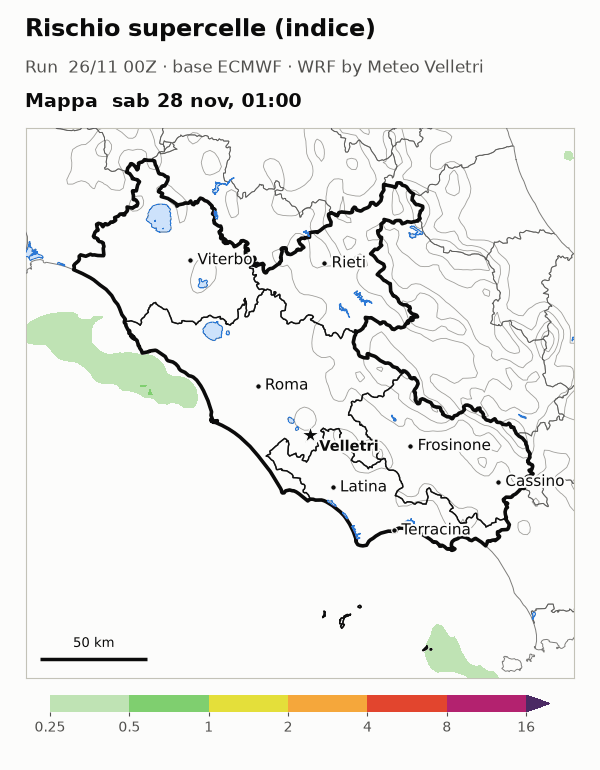 Rischio supercelle (indice)
Run  26/11 00Z · base ECMWF · WRF by Meteo Velletri
Mappa  sab 28 nov, 01:00
Viterbo
Rieti
Roma
Velletri
Frosinone
Cassino
Latina
Terracina
50 km
0.25 0.5 1 2 4 8 16